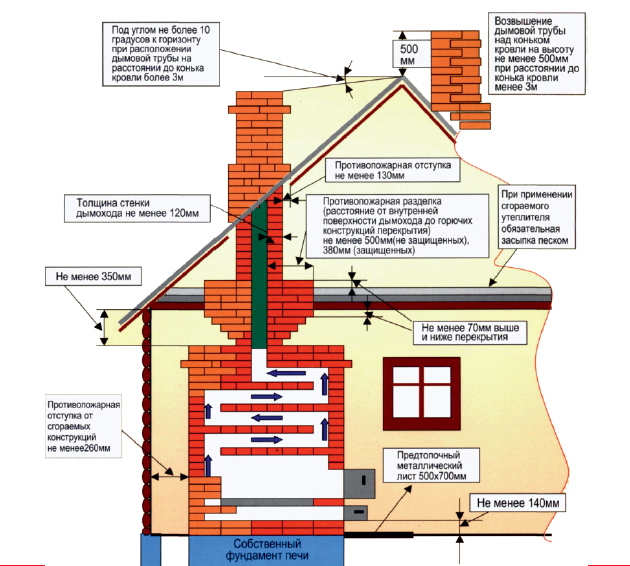 Под углом не более 10
градусов к горизонту
при расположении
дымовой трубы на
расстоянии до конька
кровли более 3м
500
мм
Возвышение
дымовой трубы
над коньком
кровли на высоту
не менее 500мм
при расстоянии до
конька кровли
менее 3м
Противопожарная отступка
не менее 130мм
Толщина стенки
дымохода не менее 120мм
Противопожарная разделка
(расстояние от внутренней
поверхности дымохода до горючих
конструкций перекрытия)
не менее 500мм(не защищенных),
380мм (защищенных)
При применении
сгораемого
утеплителя
обязательная
засыпка песком
Не менее 350мм
Не менее 70мм выше
и ниже перекрытия
Противопожарная
отступка от
сгораемых
конструкций
не менее260мм
Предтопочный
металлический
лист 500х700мм
Не менее 140мм
Собственный
фундамент печи